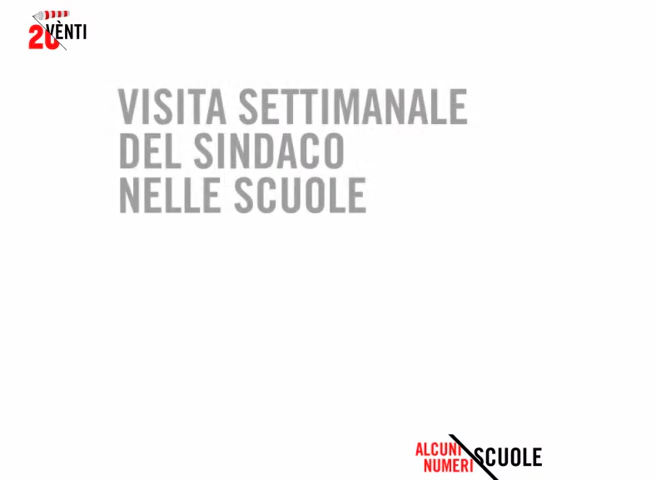 20 VÈNTI
VISITA SETTIMANALE
DEL SINDACO
NELLE SCUOLE
ALCUNI
NUMERI
SCUOLE